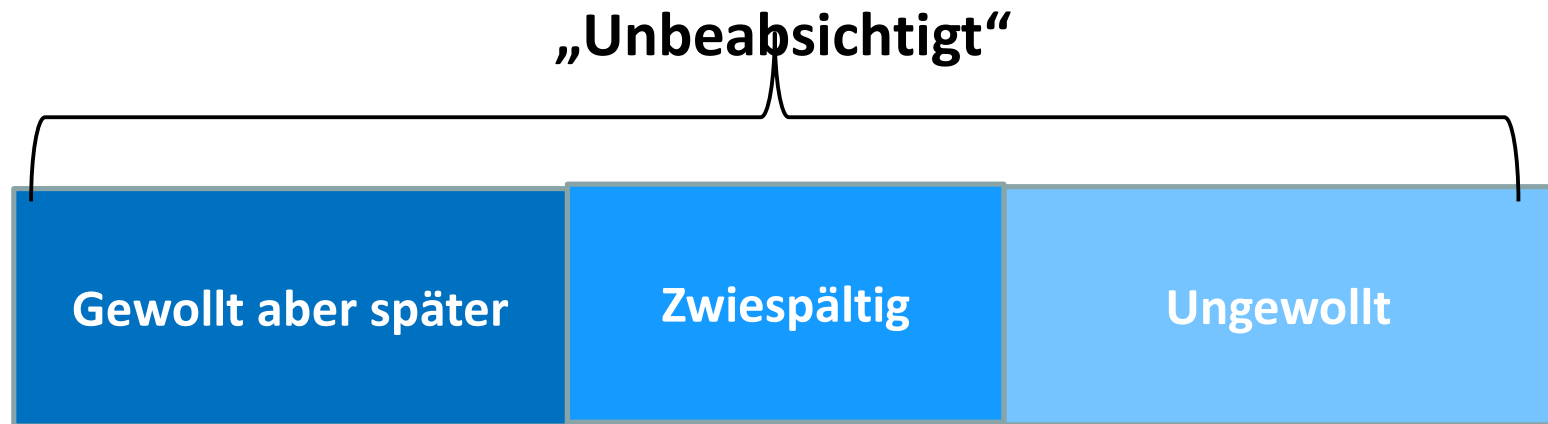 „Unbeabsichtigt“
Gewollt aber später
Zwiespältig
Ungewollt